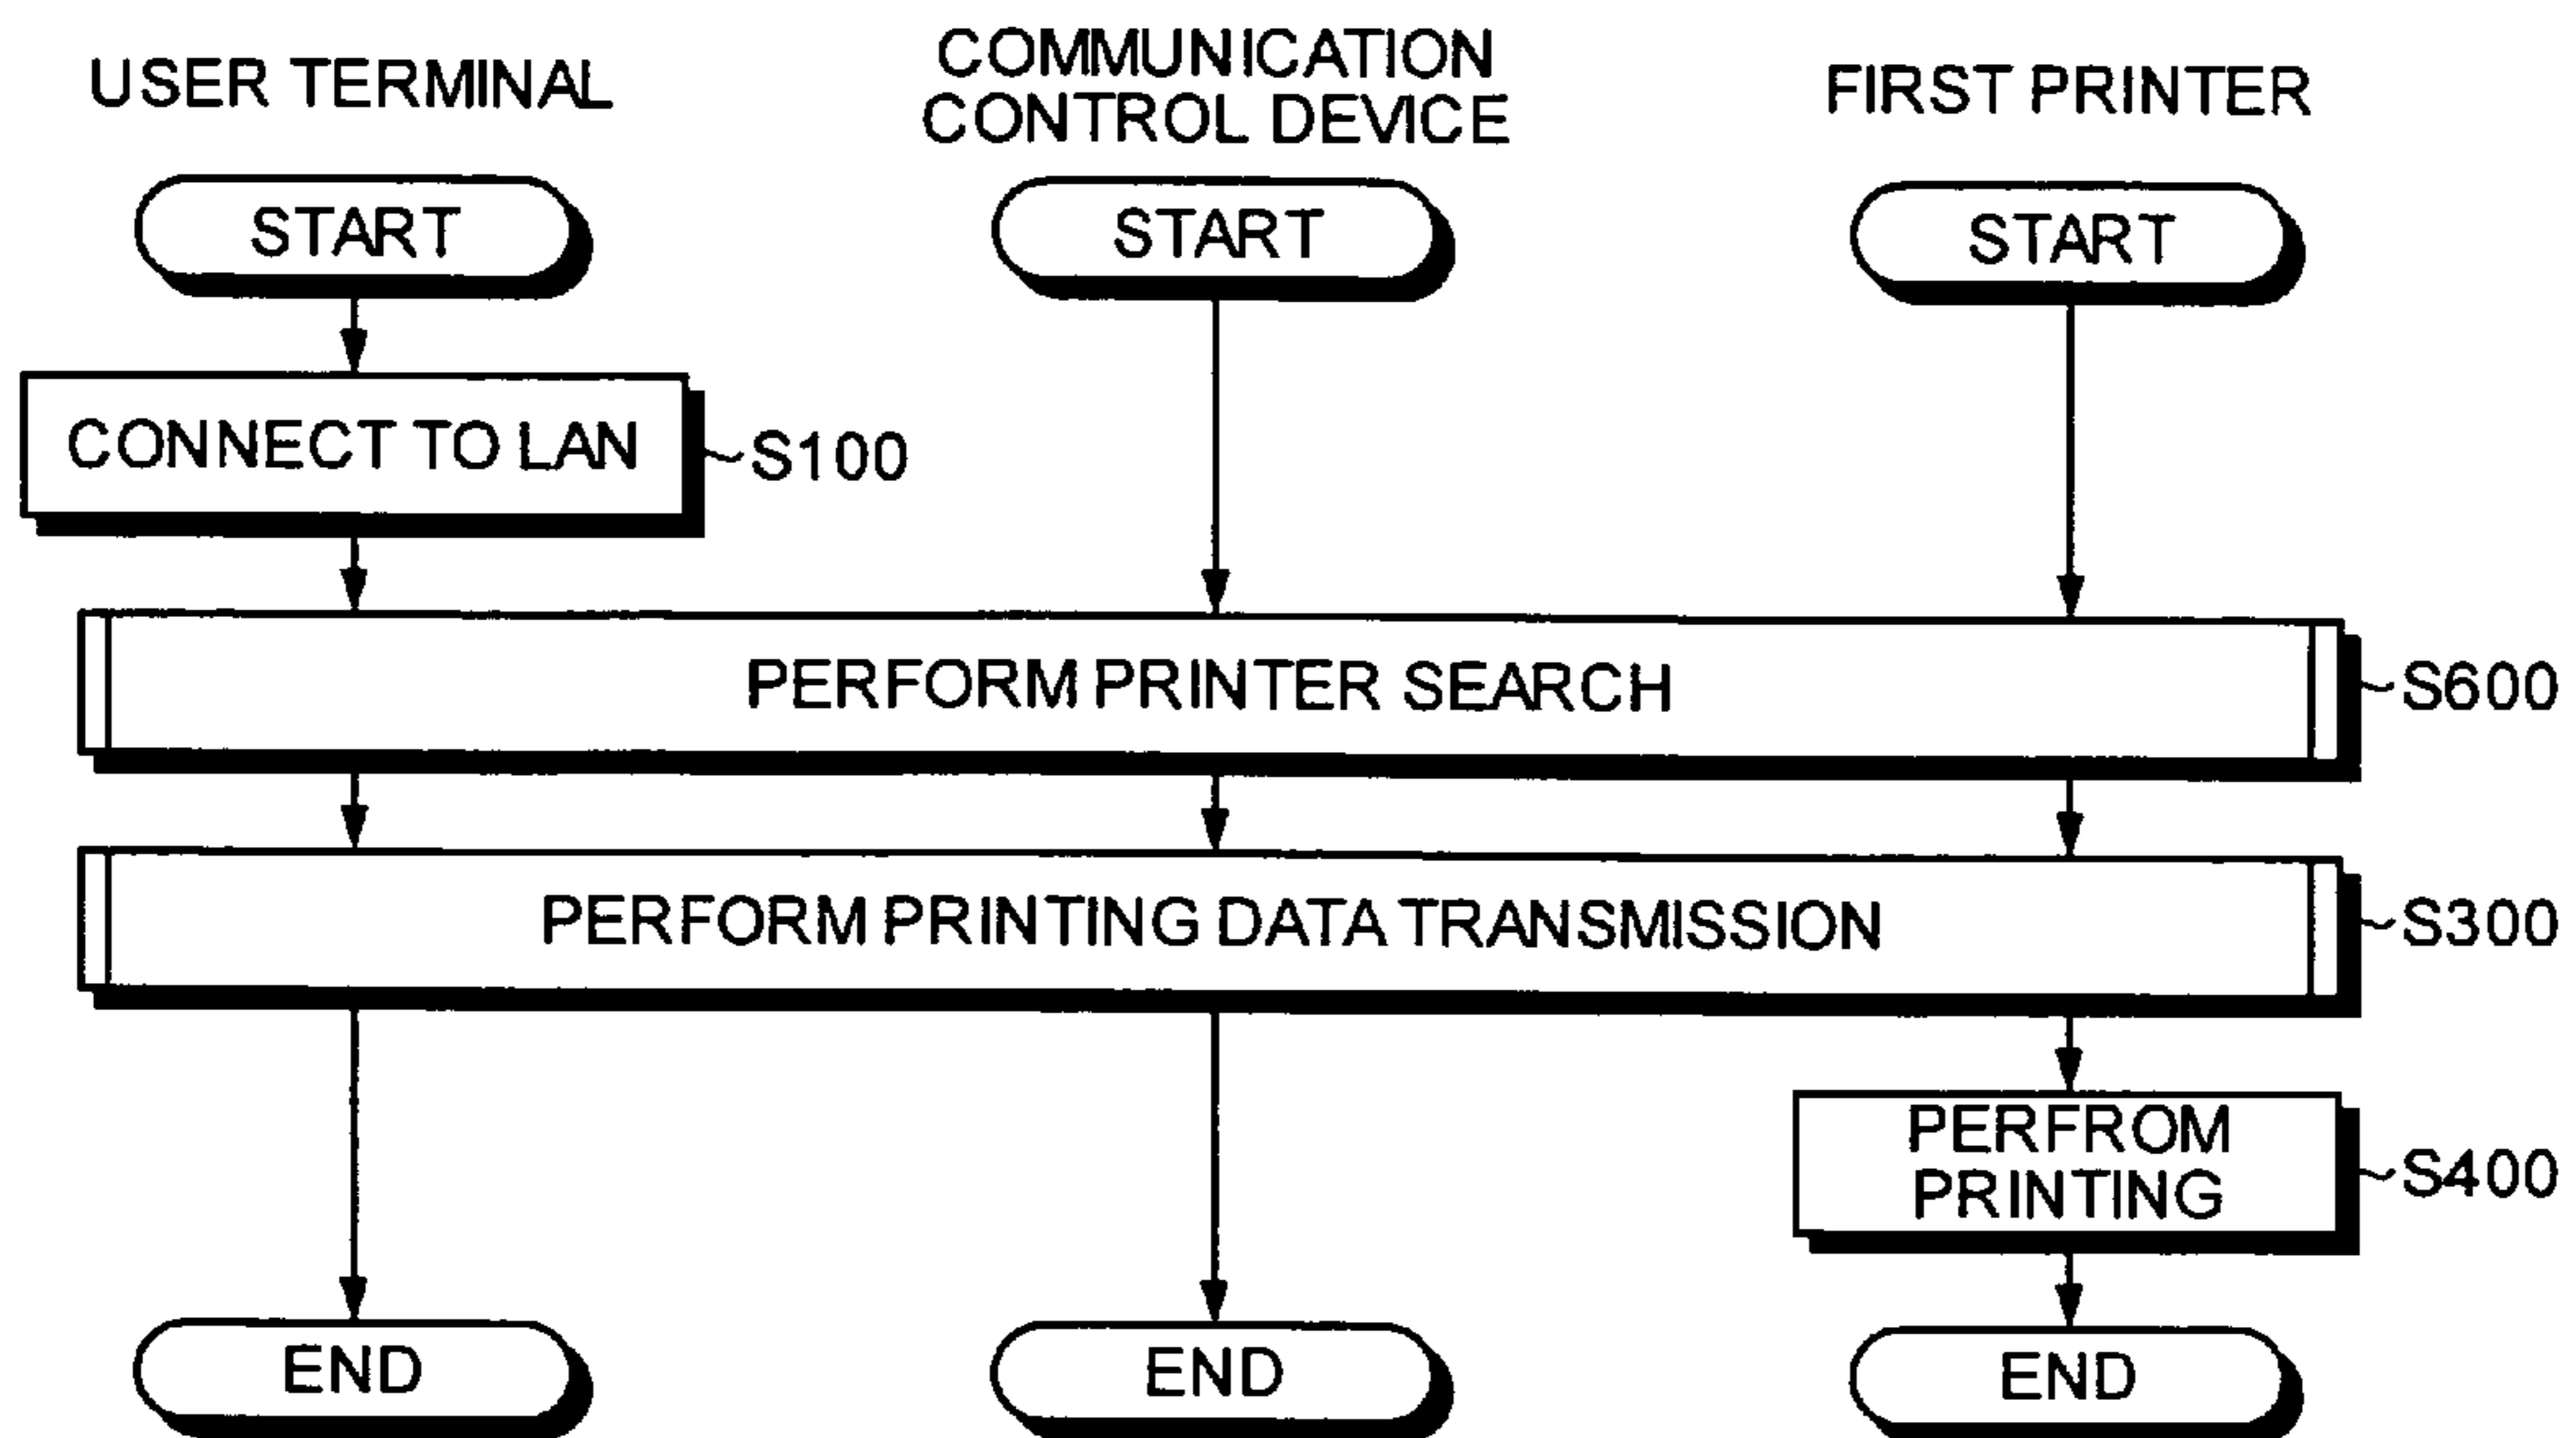 USER TERMINAL
COMMUNICATION
CONTROL DEVICE
FIRST PRINTER
START
START
START
CONNECT TO LAN
S100
PERFORM PRINTER SEARCH
S600
PERFORM PRINTING DATA TRANSMISSION
S300
PERFROM
PRINTING
S400
END
END
END